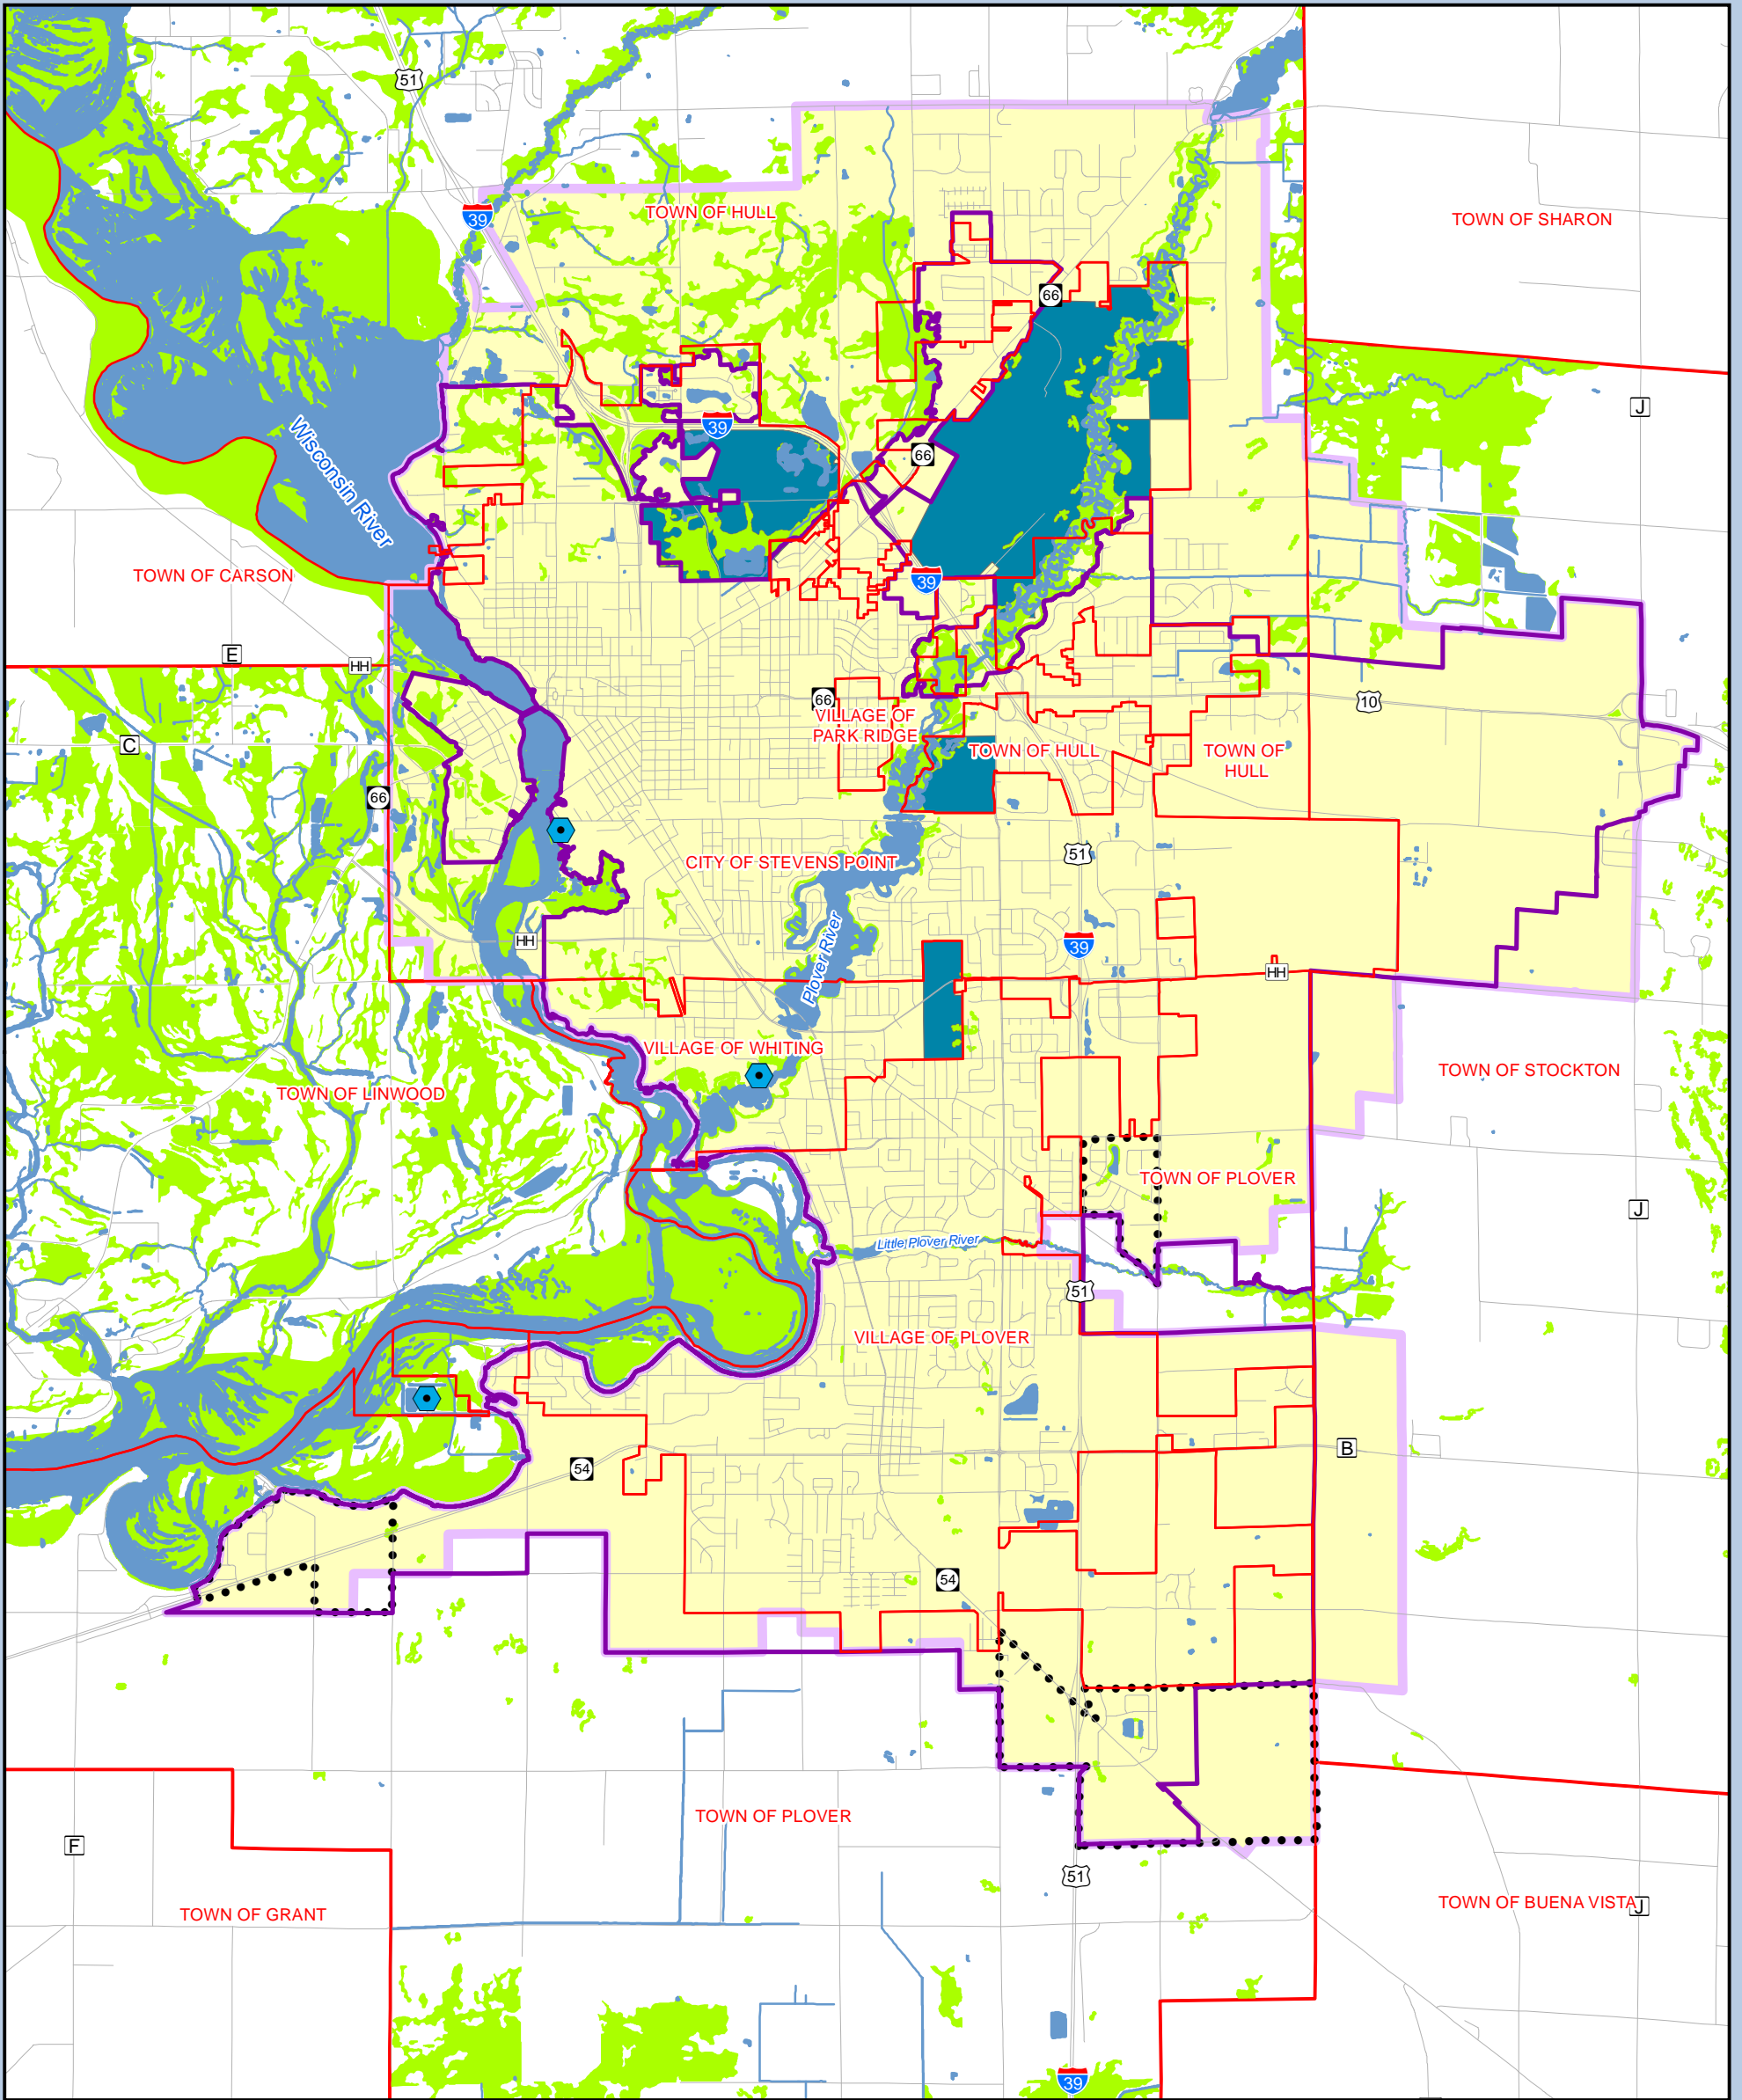 51
TOWN OF HULL
39
TOWN OF SHARON
66
J
39
66
Wisconsin River
TOWN OF CARSON
39
E
HH
66
10
VILLAGE OF
PARK RIDGE
C
TOWN OF HULL
TOWN OF
HULL
66
51
CITY OF STEVENS POINT
HH
39
Plover River
HH
VILLAGE OF WHITING
TOWN OF STOCKTON
TOWN OF LINWOOD
TOWN OF PLOVER
J
Little Plover River
51
VILLAGE OF PLOVER
B
54
54
TOWN OF PLOVER
F
51
TOWN OF BUENA VISTA
J
TOWN OF GRANT
39